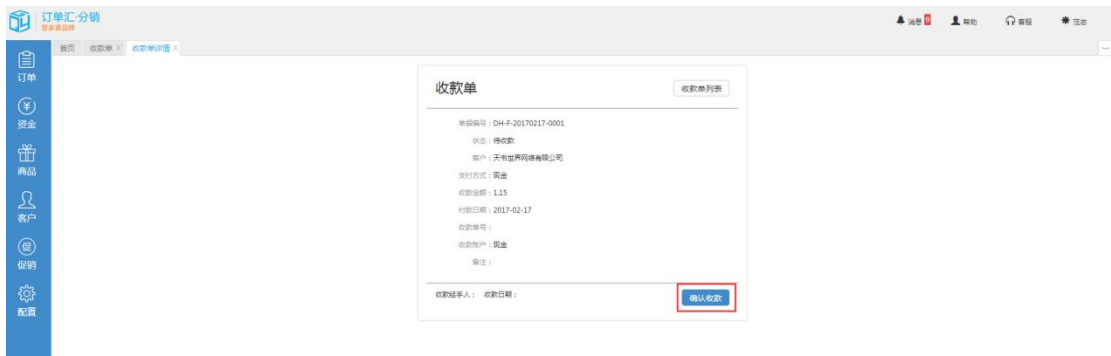 订单汇·分销
管家婆品牌
消息 9 帮助 客服 范志
首页 收款单 X 收款单详情 X
订单
资金
商品
客户
促
促销
配置
收款单 收款单列表
单据编号：DH-F-20170217-0001
状态：待收款
客户：天书世界网络有限公司
支付方式：现金
收款金额：1.15
付款日期：2017-02-17
收款单号：
收款账户：现金
备注：
收款经手人： 收款日期： 确认收款